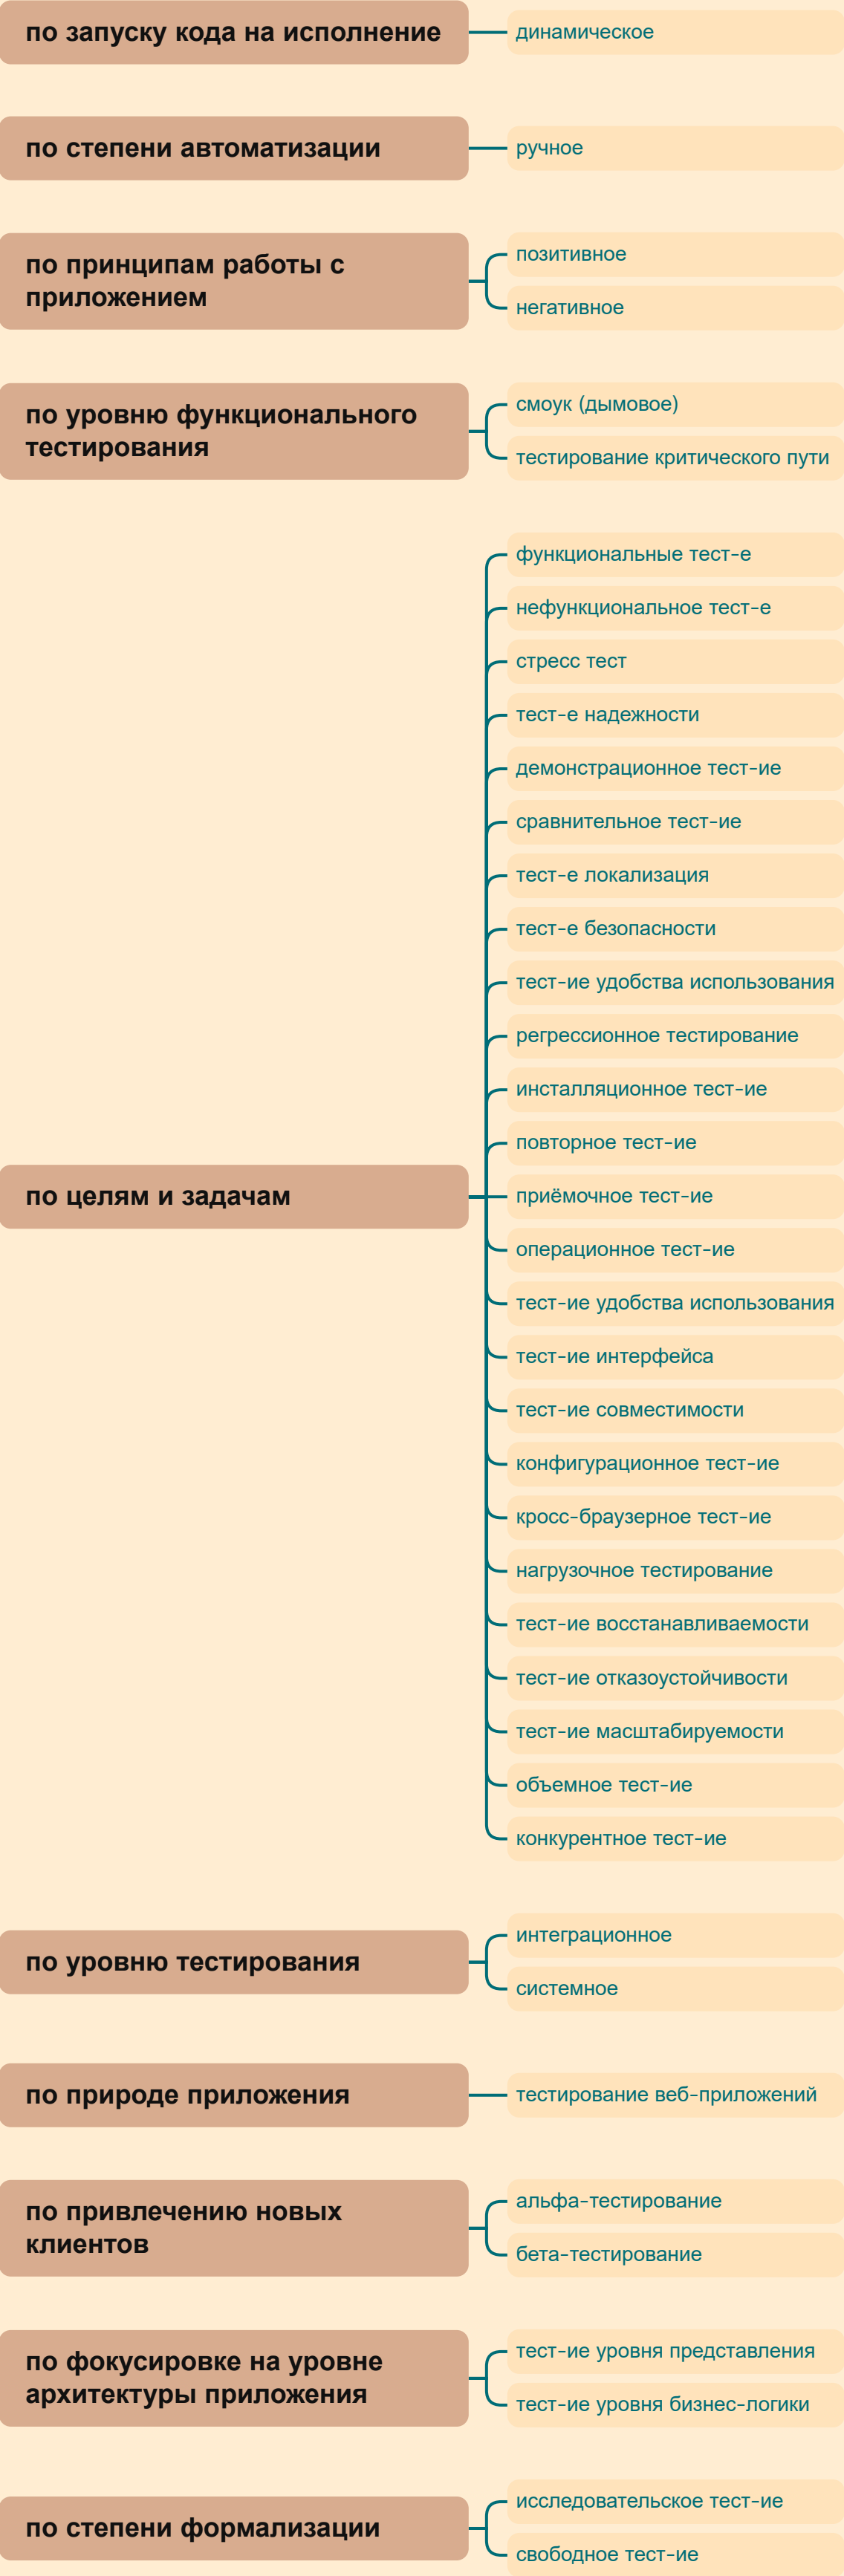 по запуску кода на исполнение
динамическое
по степени автоматизации
ручное
по принципам работы с
приложением
позитивное
негативное
по уровню функционального
тестирования
смоук (дымовое)
тестирование критического пути
по целям и задачам
функциональные тест-е
нефункциональное тест-е
стресс тест
тест-е надежности
демонстрационное тест-ие
сравнительное тест-ие
тест-е локализация
тест-е безопасности
тест-ие удобства использования
регрессионное тестирование
инсталляционное тест-ие
повторное тест-ие
приёмочное тест-ие
операционное тест-ие
тест-ие удобства использования
тест-ие интерфейса
тест-ие совместимости
конфигурационное тест-ие
кросс-браузерное тест-ие
нагрузочное тестирование
тест-ие восстанавливаемости
тест-ие отказоустойчивости
тест-ие масштабируемости
объемное тест-ие
конкурентное тест-ие
по уровню тестирования
интеграционное
системное
по природе приложения
тестирование веб-приложений
по привлечению новых
клиентов
альфа-тестирование
бета-тестирование
по фокусировке на уровне
архитектуры приложения
тест-ие уровня представления
тест-ие уровня бизнес-логики
по степени формализации
исследовательское тест-ие
свободное тест-ие